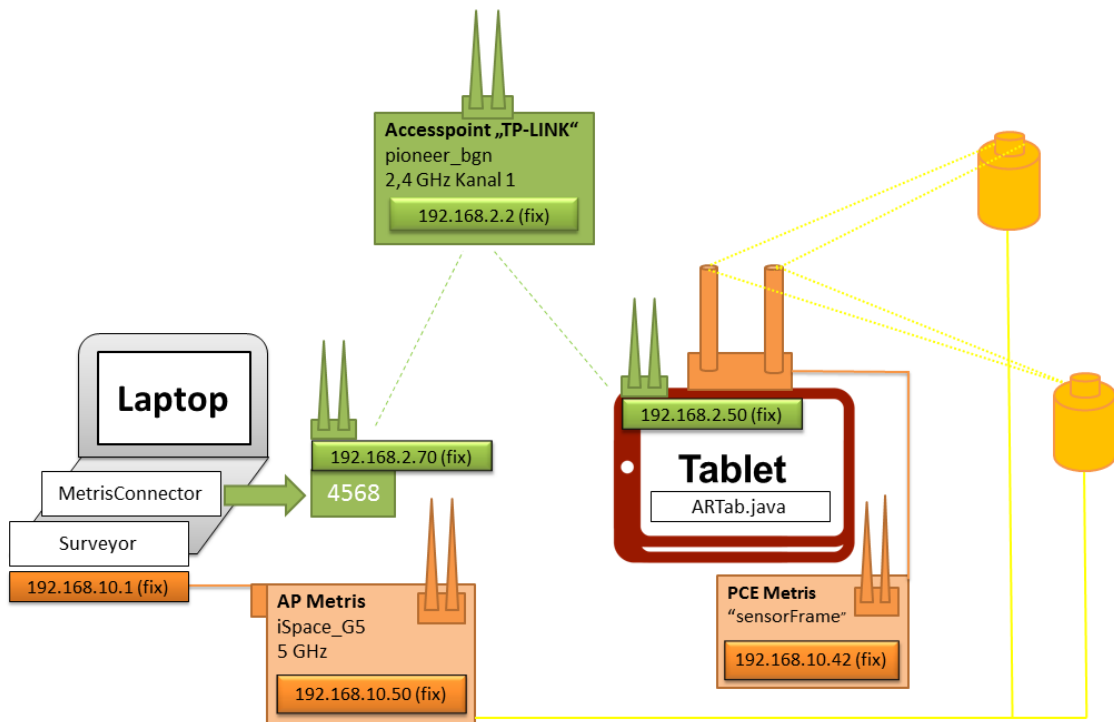 Accesspoint „TP-LINK“
pioneer_bgn
2,4 GHz Kanal 1
192.168.2.2 (fix)
Laptop
MetrisConnector
Surveyor
192.168.10.1 (fix)
192.168.2.70 (fix)
4568
192.168.2.50 (fix)
Tablet
ARTab.java
AP Metris
iSpace_G5
5 GHz
192.168.10.50 (fix)
PCE Metris
“sensorFrame”
192.168.10.42 (fix)